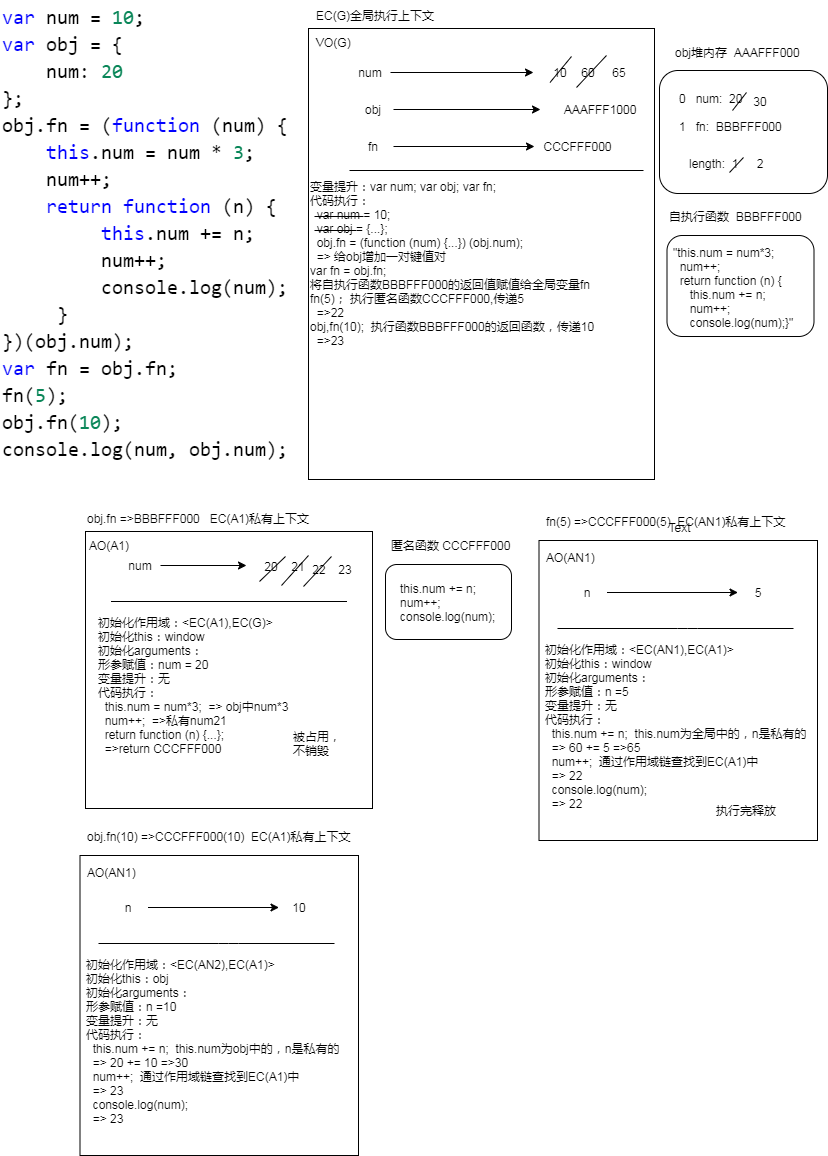 var num = 10;
var obj = {
num: 20
};
obj.fn = (function (num) {
this.num = num * 3;
num++;
return function (n) {
this.num += n;
num++;
console.log(num);
}
})(obj.num);
var fn = obj.fn;
fn(5);
obj.fn(10);
console.log(num, obj.num);
EC(G)全局执行上下文
VO(G)
num 10 60 65
obj AAAFFF1000
fn CCCFFF000
变量提升：var num; var obj; var fn;
代码执行：
var num = 10;
var obj = {...};
obj.fn = (function (num) {...}) (obj.num);
=> 给obj增加一对键值对
var fn = obj.fn;
将自执行函数BBBFFF000的返回值赋值给全局变量fn
fn(5)； 执行匿名函数CCCFFF000,传递5
=>22
obj,fn(10); 执行函数BBBFFF000的返回函数，传递10
=>23
obj堆内存 AAAFFF000
0 num: 20 30
1 fn: BBBFFF000
length: 1 2
自执行函数 BBBFFF000
"this.num = num*3;
num++;
return function (n) {
this.num += n;
num++;
console.log(num);}"
obj.fn =>BBBFFF000 EC(A1)私有上下文
AO(A1)
num 20 21 22 23
初始化作用域：<EC(A1),EC(G)>
初始化this：window
初始化arguments：
形参赋值：num = 20
变量提升：无
代码执行：
this.num = num*3; => obj中num*3
num++; =>私有num21
return function (n) {...};
=>return CCCFFF000
被占用，
不销毁
匿名函数 CCCFFF000
this.num += n;
num++;
console.log(num);
fn(5) =>CCCFFF000(5) EC(AN1)私有上下文
Text
AO(AN1)
n 5
初始化作用域：<EC(AN1),EC(A1)>
初始化this：window
初始化arguments：
形参赋值：n =5
变量提升：无
代码执行：
this.num += n; this.num为全局中的，n是私有的
=> 60 += 5 =>65
num++; 通过作用域链查找到EC(A1)中
=> 22
console.log(num);
=> 22
执行完释放
obj.fn(10) =>CCCFFF000(10) EC(A1)私有上下文
AO(AN1)
n 10
初始化作用域：<EC(AN2),EC(A1)>
初始化this：obj
初始化arguments：
形参赋值：n =10
变量提升：无
代码执行：
this.num += n; this.num为obj中的，n是私有的
=> 20 += 10 =>30
num++; 通过作用域链查找到EC(A1)中
=> 23
console.log(num);
=> 23